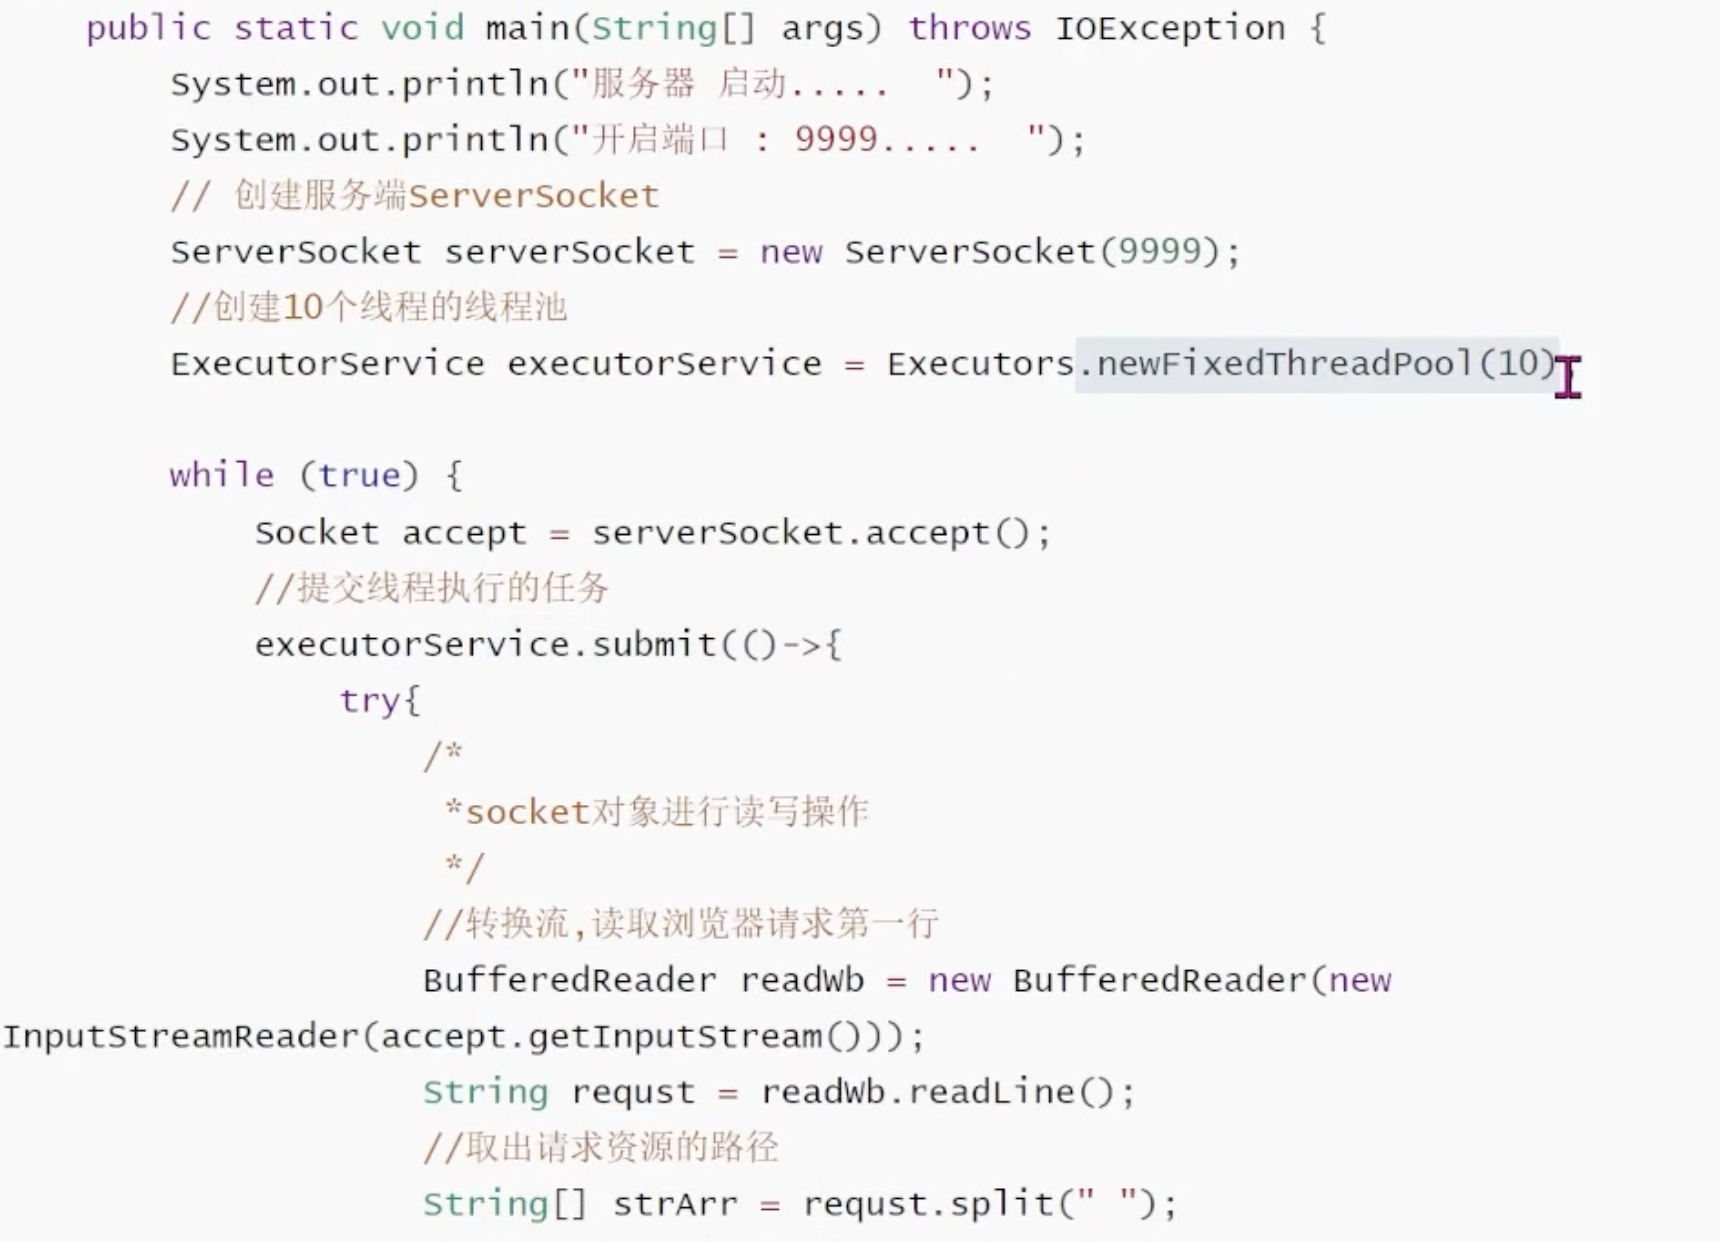 public static void main(String[] args) throws IOException {
System.out.println("服务器 启动.....  ");
System.out.println("开启端口 : 9999.....  ");
// 创建服务端ServerSocket
ServerSocket serverSocket = new ServerSocket(9999);
//创建10个线程的线程池
ExecutorService executorService = Executors.newFixedThreadPool(10);
while (true) {
Socket accept = serverSocket.accept();
//提交线程执行的任务
executorService.submit(()->{
try{
/*
*socket对象进行读写操作
*/
//转换流,读取浏览器请求第一行
BufferedReader readWb = new BufferedReader(new
InputStreamReader(accept.getInputStream()));
String requst = readWb.readLine();
//取出请求资源的路径
String[] strArr = requst.split(" ");